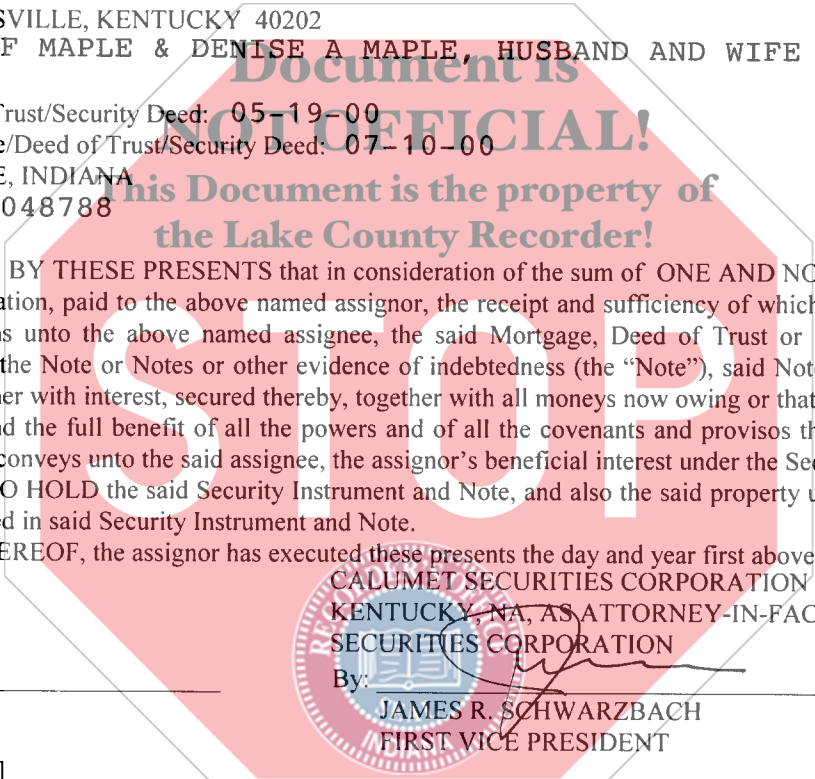 SVILLE, KENTUCKY 40202
F MAPLE & DENISE A MAPLE, HUSBAND AND WIFE
Document is
Trust/Security Deed: 05-19-00
NOT OFFICIAL!
e/Deed of Trust/Security Deed: 07-10-00
E, INDIANA
This Document is the property of
048788
the Lake County Recorder!
BY THESE PRESENTS that in consideration of the sum of ONE AND NO
ation, paid to the above named assignor, the receipt and sufficiency of which
s unto the above named assignee, the said Mortgage, Deed of Trust or
the Note or Notes or other evidence of indebtedness (the “Note”), said Not
er with interest, secured thereby, together with all moneys now owing or that
d the full benefit of all the powers and of all the covenants and provisos th
conveys unto the said assignee, the assignor’s beneficial interest under the Sec
O HOLD the said Security Instrument and Note, and also the said property u
d in said Security Instrument and Note.
EREOF, the assignor has executed these presents the day and year first above
STOP
CALUMET SECURITIES CORPORATION
KENTUCKY, NA, AS ATTORNEY-IN-FAC
SECURITIES CORPORATION
By:
JAMES R. SCHWARZBACH
FIRST VICE PRESIDENT
RECORDER'S OFFICE
INDIANA